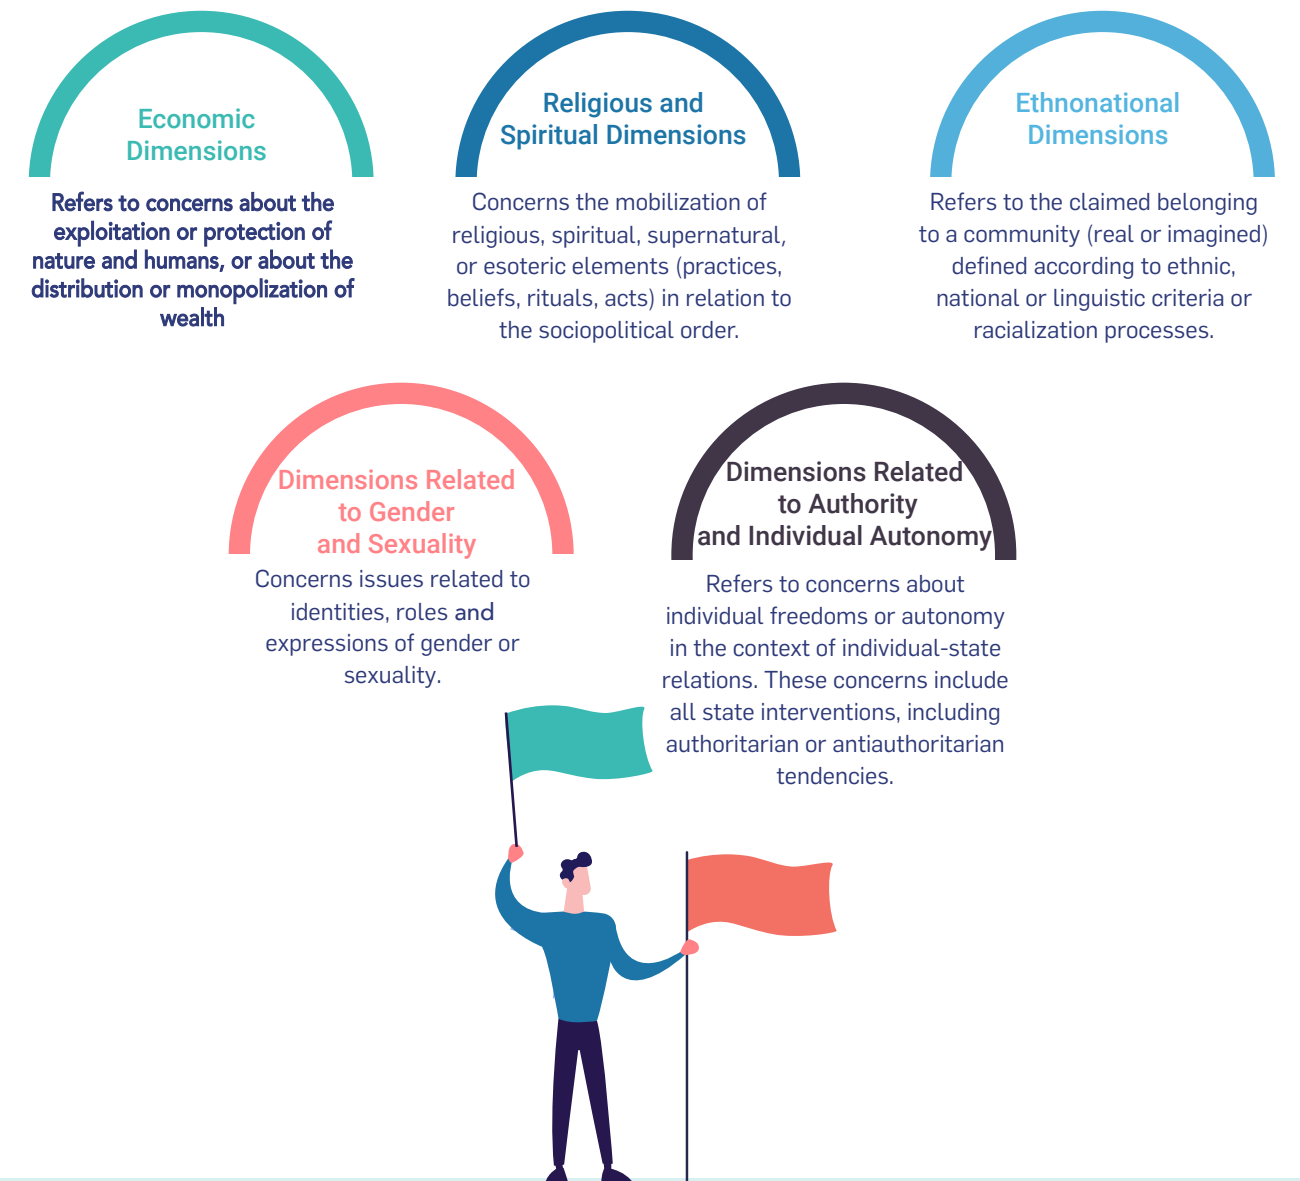 Economic
Dimensions
Refers to concerns about the
exploitation or protection of
nature and humans, or about the
distribution or monopolization of
wealth
Religious and
Spiritual Dimensions
Concerns the mobilization of
religious, spiritual, supernatural,
or esoteric elements (practices,
beliefs, rituals, acts) in relation to
the sociopolitical order.
Ethnonational
Dimensions
Refers to the claimed belonging
to a community (real or imagined)
defined according to ethnic,
national or linguistic criteria or
racialization processes.
Dimensions Related
to Gender
and Sexuality
Concerns issues related to
identities, roles and
expressions of gender or
sexuality.
Dimensions Related
to Authority
and Individual Autonomy
Refers to concerns about
individual freedoms or autonomy
in the context of individual-state
relations. These concerns include
all state interventions, including
authoritarian or antiauthoritarian
tendencies.